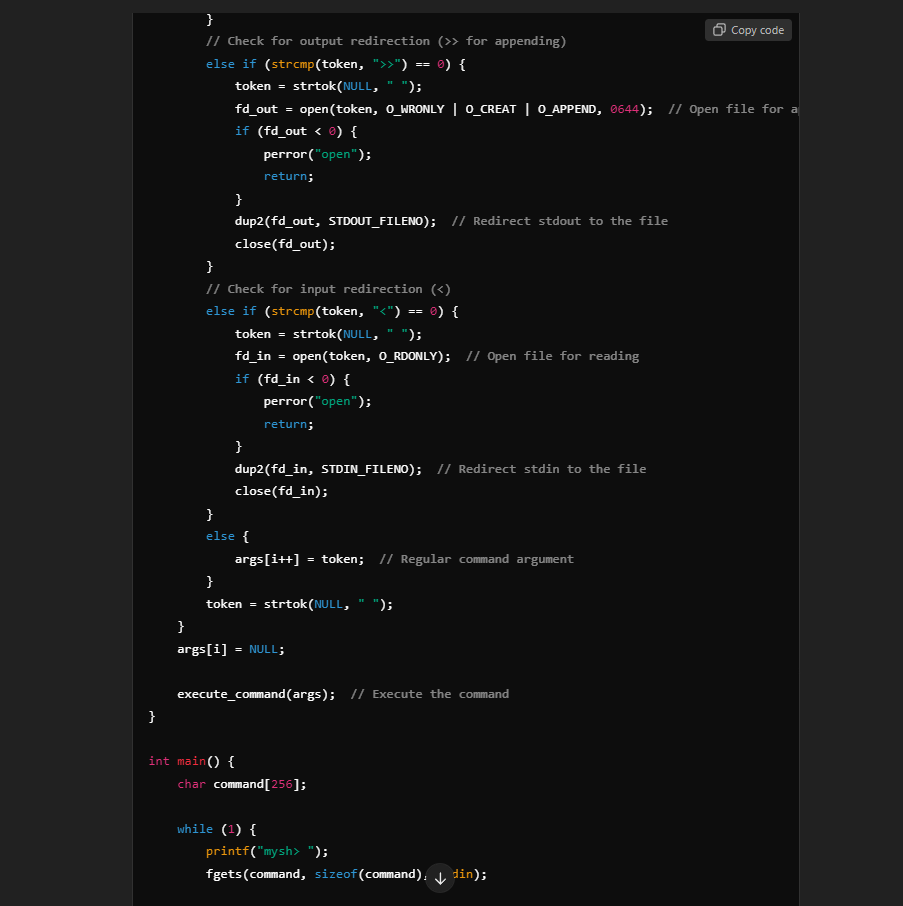 }
Copy code
        // Check for output redirection (>> for appending)
        else if (strcmp(token, ">>") == 0) {
            token = strtok(NULL, " ");
            fd_out = open(token, O_WRONLY | O_CREAT | O_APPEND, 0644);  // Open file for a
            if (fd_out < 0) {
                perror("open");
                return;
            }
            dup2(fd_out, STDOUT_FILENO);  // Redirect stdout to the file
            close(fd_out);
        }
        // Check for input redirection (<)
        else if (strcmp(token, "<") == 0) {
            token = strtok(NULL, " ");
            fd_in = open(token, O_RDONLY);  // Open file for reading
            if (fd_in < 0) {
                perror("open");
                return;
            }
            dup2(fd_in, STDIN_FILENO);  // Redirect stdin to the file
            close(fd_in);
        }
        else {
            args[i++] = token;  // Regular command argument
        }
        token = strtok(NULL, " ");
    }
    args[i] = NULL;

    execute_command(args);  // Execute the command
}

int main() {
    char command[256];

    while (1) {
        printf("mysh> ");
        fgets(command, sizeof(command), din);